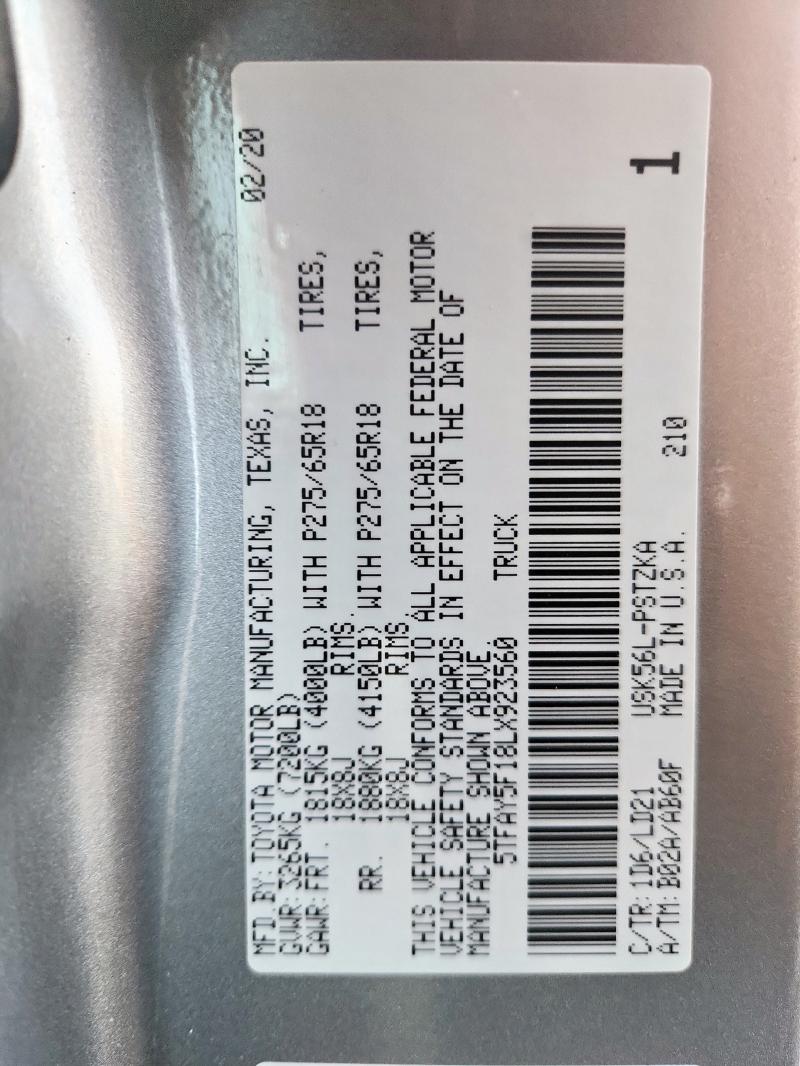 MFD.BY:TOYOTA MOTOR MANUFACTURING, TEXAS, INC. 02/20
GVWR:3265KG (7200LB)
GAWR:FRT. 1815KG (4000LB) WITH P275/65R18 TIRES,
18X8J RIMS.
RR. 1880KG (4150LB) WITH P275/65R18 TIRES,
18X8J RIMS.
THIS VEHICLE CONFORMS TO ALL APPLICABLE FEDERAL MOTOR
VEHICLE SAFETY STANDARDS IN EFFECT ON THE DATE OF
MANUFACTURE SHOWN ABOVE.
5TFAY5F18LX923560 TRUCK
C/TR:1D6/LD21 USK56L-PSTZKA 1
A/TM:B02A/AB60F MADE IN U.S.A. 210